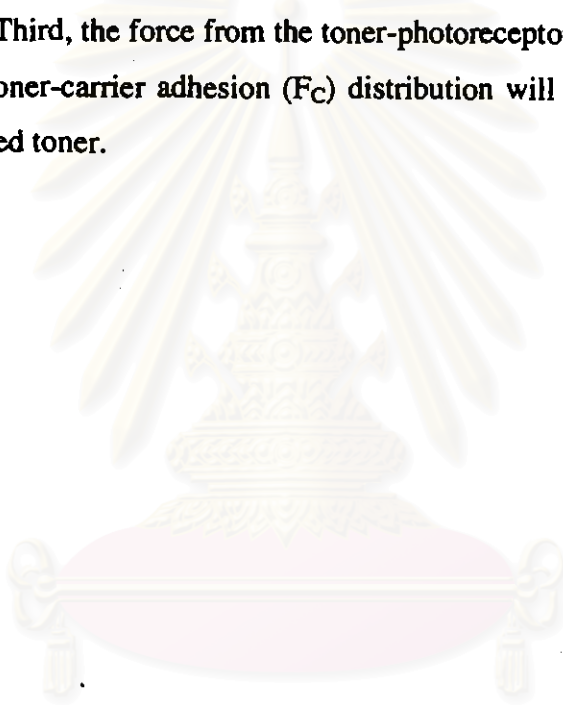 Third, the force from the toner-photorecepto
oner-carrier adhesion (FC) distribution will
ed toner.